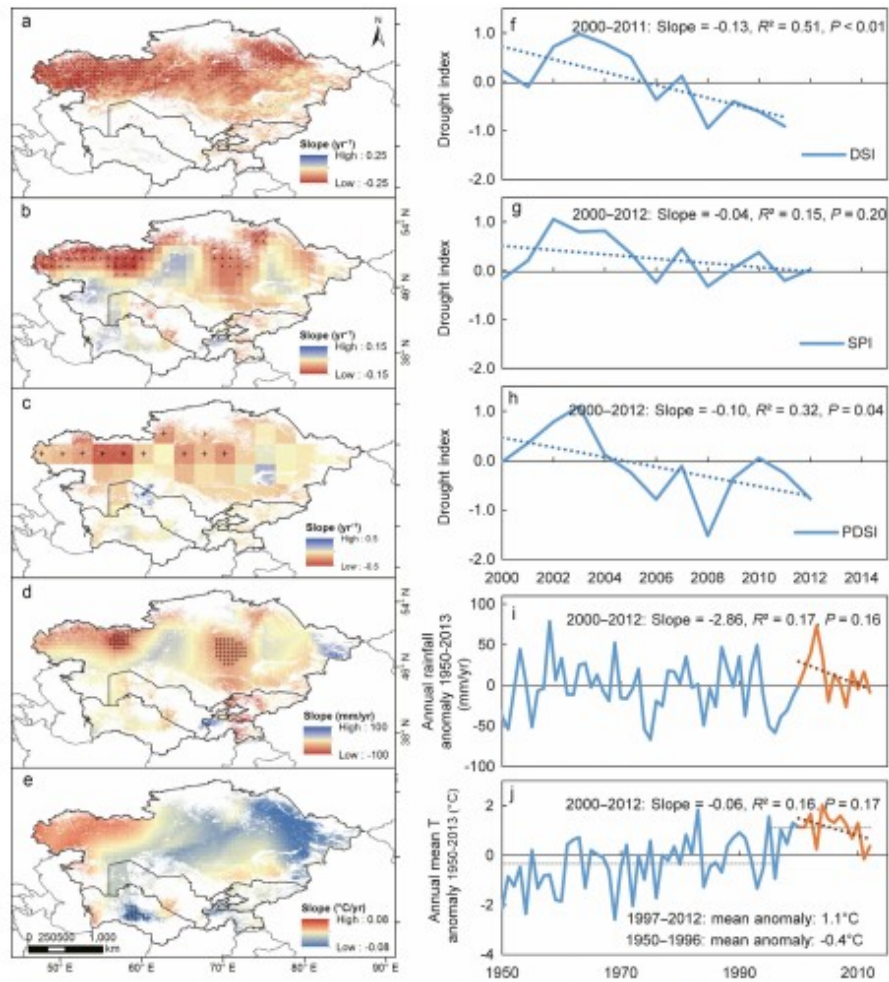 a
N
Slope (yr⁻¹)
High : 0.25
Low : -0.25
b
54° N
46° N
38° N
Slope (yr⁻¹)
High : 0.15
Low : -0.15
c
Slope (yr⁻¹)
High : 0.5
Low : -0.5
d
54° N
46° N
38° N
Slope (mm/yr)
High : 100
Low : -100
e
Slope (°C/yr)
High : 0.08
Low : -0.08
0 250500 1,000
km
50° E 60° E 70° E 80° E 90° E
f
2000–2011: Slope = -0.13, R² = 0.51, P < 0.01
Drought index
1.0
0.0
-1.0
-2.0
DSI
g
2000–2012: Slope = -0.04, R² = 0.15, P = 0.20
Drought index
1.0
0.0
-1.0
-2.0
SPI
h
2000–2012: Slope = -0.10, R² = 0.32, P = 0.04
Drought index
1.0
0.0
-1.0
-2.0
PDSI
2000 2002 2004 2006 2008 2010 2012 2014
i
2000–2012: Slope = -2.86, R² = 0.17, P = 0.16
Annual rainfall
anomaly 1950-2013
(mm/yr)
100
50
0
-50
-100
j
2000–2012: Slope = -0.06, R² = 0.16, P = 0.17
Annual mean T
anomaly 1950-2013 (°C)
2
0
-2
-4
1997–2012: mean anomaly: 1.1°C
1950–1996: mean anomaly: -0.4°C
1950 1970 1990 2010